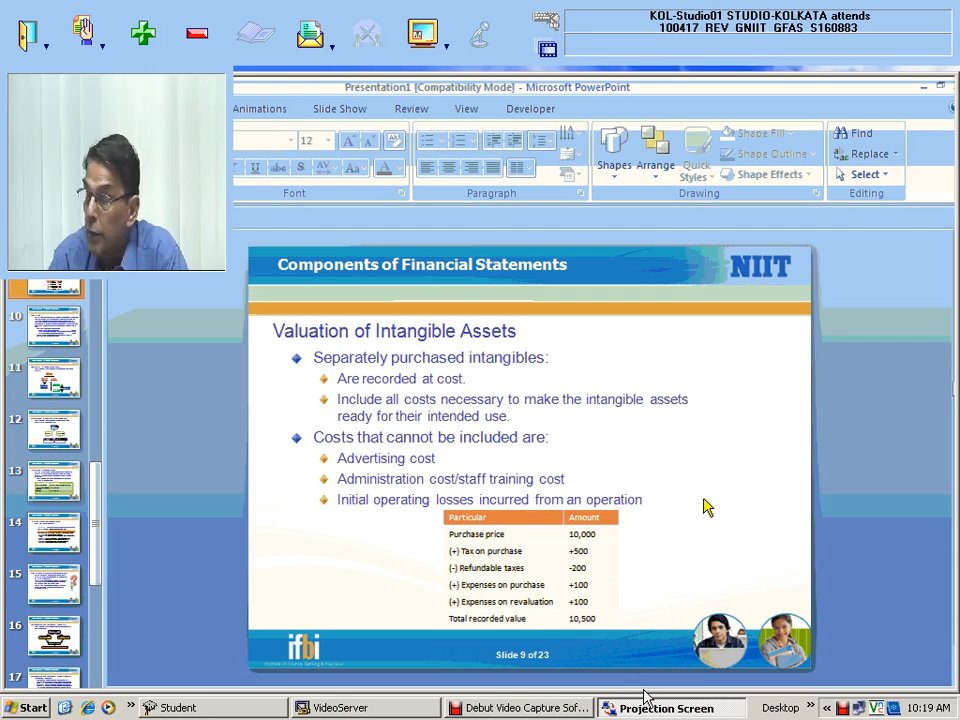 KOL-Studio01 STUDIO-KOLKATA attends
100417_REV_GNIIT_GFAS_S160883
Presentation1 [Compatibility Mode] - Microsoft PowerPoint
Animations Slide Show Review View Developer
12
Shapes Arrange Quick Styles
Shape Fill
Shape Outline
Shape Effects
Find
Replace
Select
Font Paragraph Drawing Editing
Components of Financial Statements
NIIT
Valuation of Intangible Assets
Separately purchased intangibles:
Are recorded at cost.
Include all costs necessary to make the intangible assets
ready for their intended use.
Costs that cannot be included are:
Advertising cost
Administration cost/staff training cost
Initial operating losses incurred from an operation
Particular Amount
Purchase price 10,000
(+) Tax on purchase +500
(-) Refundable taxes -200
(+) Expenses on purchase +100
(+) Expenses on revaluation +100
Total recorded value 10,500
ifbi
Institute of Finance, Banking & Insurance
Slide 9 of 23
10
11
12
13
14
15
16
17
Start Student VideoServer Debut Video Capture Sof... Projection Screen Desktop 10:19 AM